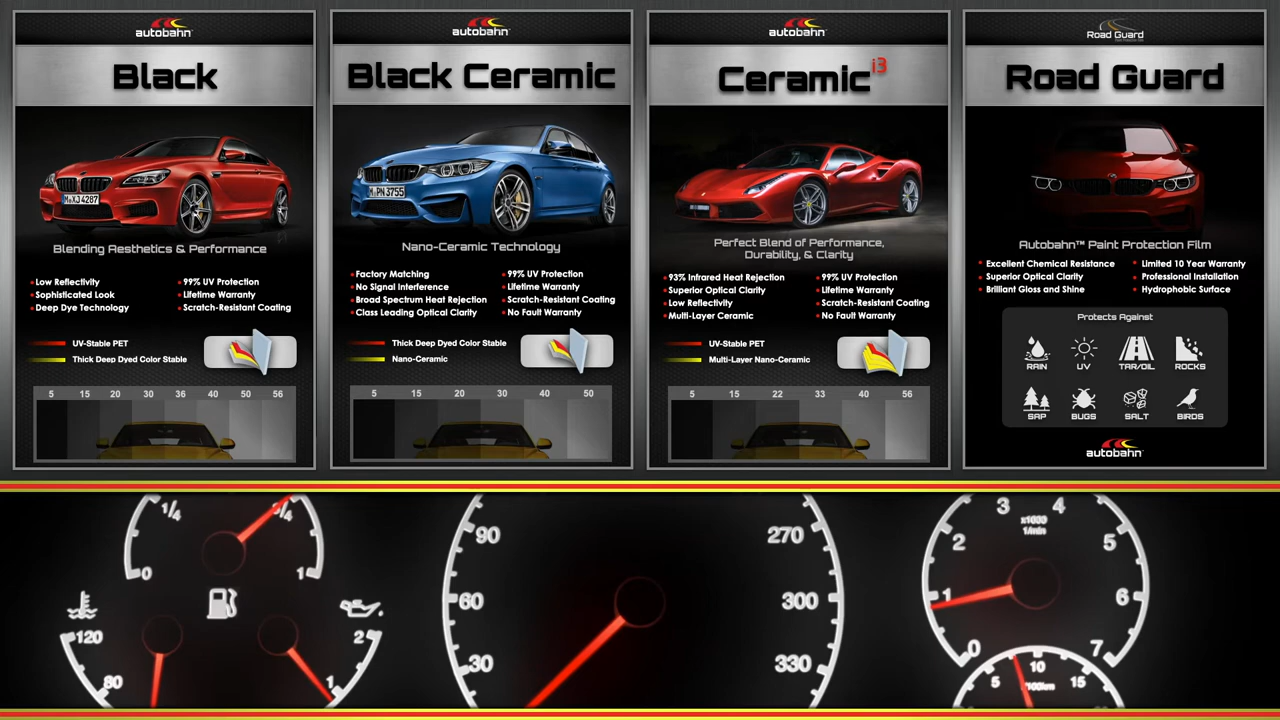 autobahn
Black
M·XJ4287
Blending Aesthetics & Performance
Low Reflectivity
Sophisticated Look
Deep Dye Technology
99% UV Protection
Lifetime Warranty
Scratch-Resistant Coating
UV-Stable PET
Thick Deep Dyed Color Stable
5 15 20 30 36 40 50 56
autobahn
Black Ceramic
M·PN 3755
Nano-Ceramic Technology
Factory Matching
No Signal Interference
Broad Spectrum Heat Rejection
Class Leading Optical Clarity
99% UV Protection
Lifetime Warranty
Scratch-Resistant Coating
No Fault Warranty
Thick Deep Dyed Color Stable
Nano-Ceramic
5 15 20 30 40 50
autobahn
Ceramic i3
Perfect Blend of Performance,
Durability, & Clarity
93% Infrared Heat Rejection
Superior Optical Clarity
Low Reflectivity
Multi-Layer Ceramic
99% UV Protection
Lifetime Warranty
Scratch-Resistant Coating
No Fault Warranty
UV-Stable PET
Multi-Layer Nano-Ceramic
5 15 22 33 40 56
Road Guard
Road Guard
Autobahn™ Paint Protection Film
Excellent Chemical Resistance
Superior Optical Clarity
Brilliant Gloss and Shine
Limited 10 Year Warranty
Professional Installation
Hydrophobic Surface
Protects Against
RAIN UV TAR/OIL ROCKS
SAP BUGS SALT BIRDS
autobahn
1/4
0 1
120
80
2
1
90
60
30
270
300
330
3 4
x1000
1/min
2 5
1 6
0 7
5 10 15